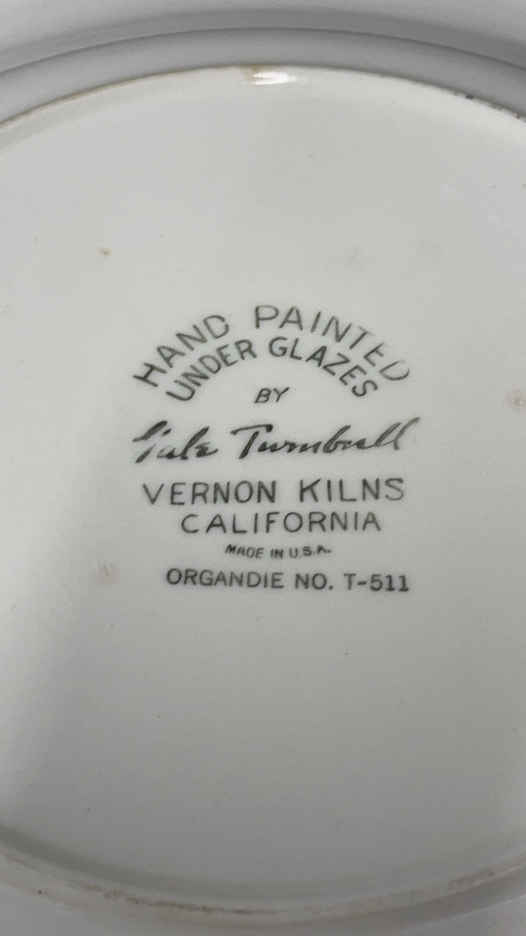 HAND PAINTED
UNDER GLAZES
BY
Gale Turnbull
VERNON KILNS
CALIFORNIA
MADE IN U.S.A.
ORGANDIE NO. T-511